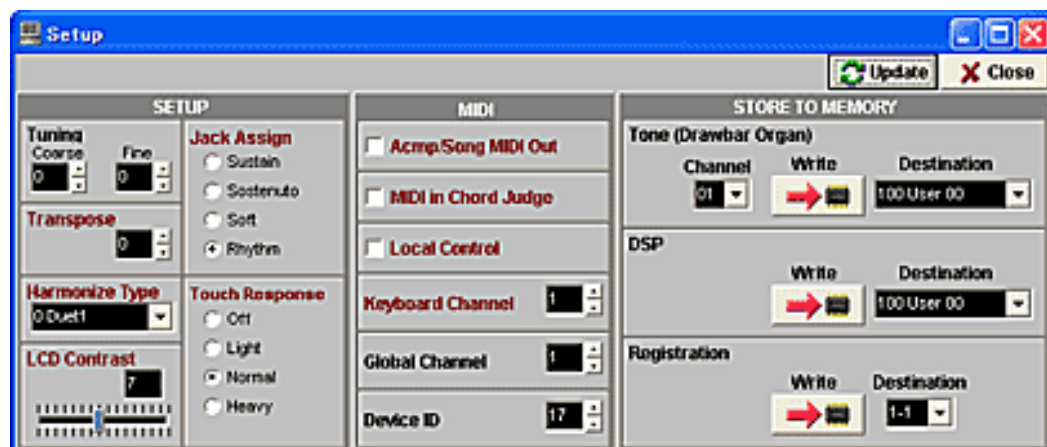 Setup
Update
Close
SETUP
Tuning
Coarse Fine
0 0
Transpose
0
Harmonize Type
0 Duet1
LCD Contrast
7
Jack Assign
Sustain
Sostenuto
Soft
Rhythm
Touch Response
Off
Light
Normal
Heavy
MIDI
Acmp/Song MIDI Out
MIDI in Chord Judge
Local Control
Keyboard Channel 1
Global Channel 1
Device ID 17
STORE TO MEMORY
Tone (Drawbar Organ)
Channel Write Destination
01 100 User 00
DSP
Write Destination
100 User 00
Registration
Write Destination
1-1